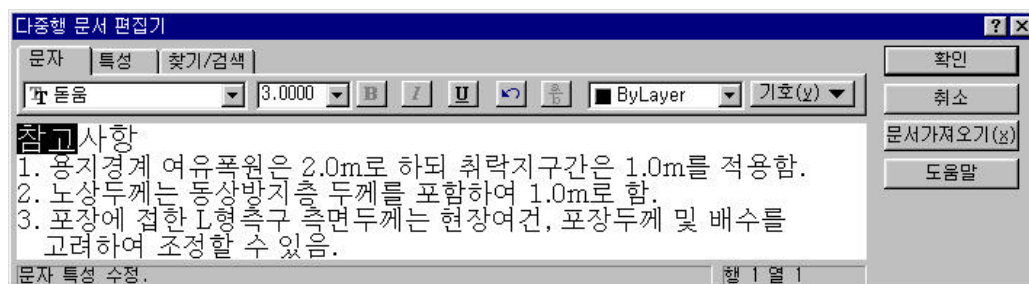 다중행 문서 편집기
? ×
문자 특성 찾기/검색
확인
돋움 3.0000 B I U ByLayer 기호(y)
취소
참고사항
문서가져오기(x)
1. 용지경계 여유폭원은 2.0m로 하되 취락지구간은 1.0m를 적용함.
도움말
2. 노상두께는 동상방지층 두께를 포함하여 1.0m로 함.
3. 포장에 접한 L형측구 측면두께는 현장여건, 포장두께 및 배수를
고려하여 조정할 수 있음.
문자 특성 수정. 행 1 열 1